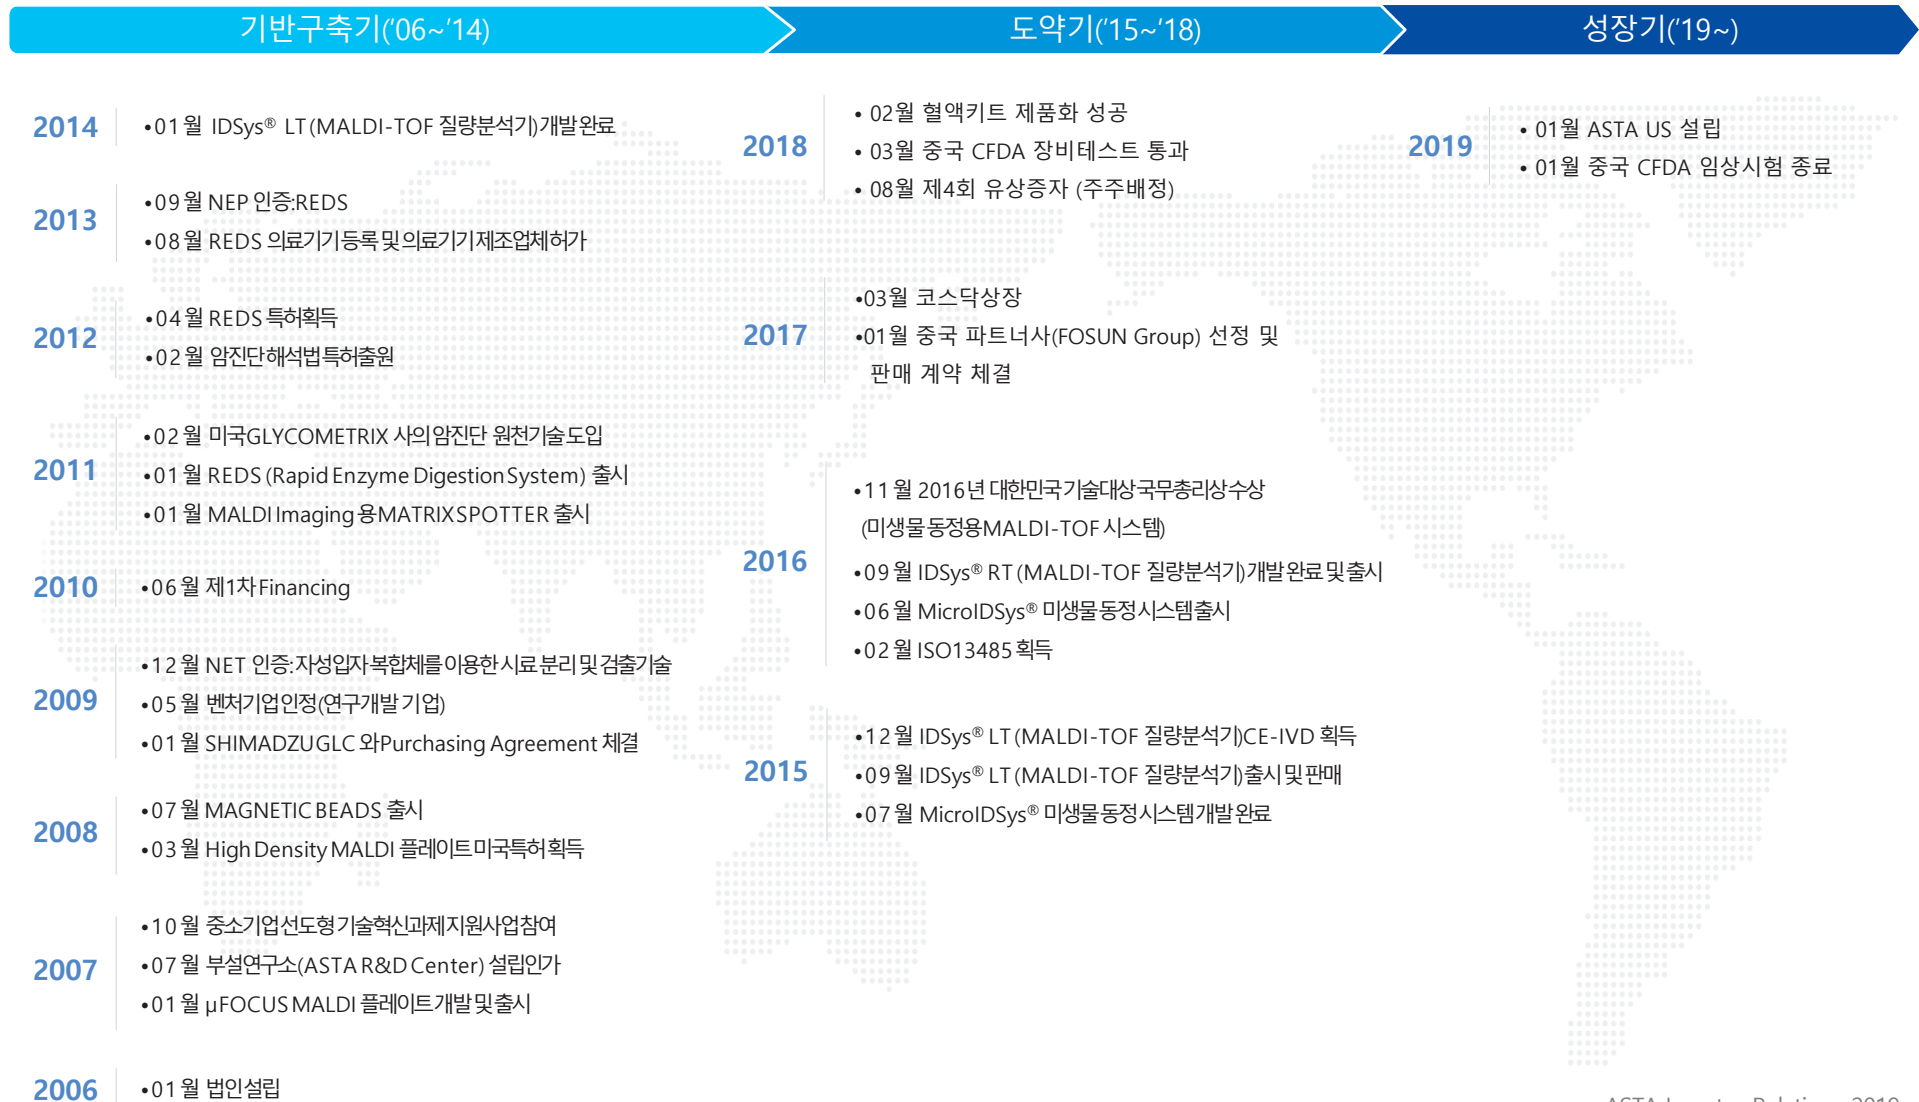 기반구축기('06~'14)
도약기('15~'18)
성장기('19~)
2014
•01월 IDSys® LT(MALDI-TOF 질량분석기)개발완료
2013
•09월 NEP 인증:REDS
•08월 REDS 의료기기등록및의료기기제조업체허가
2012
•04월 REDS 특허획득
•02월 암진단해석법특허출원
2011
•02월 미국GLYCOMETRIX 사의암진단 원천기술도입
•01월 REDS (Rapid Enzyme Digestion System) 출시
•01월 MALDI Imaging용MATRIX SPOTTER 출시
2010
•06월 제1차Financing
2009
•12월 NET 인증:자성입자복합체를이용한시료분리및검출기술
•05월 벤처기업인정(연구개발기업)
•01월 SHIMADZU GLC 와Purchasing Agreement 체결
2008
•07월 MAGNETIC BEADS 출시
•03월 High Density MALDI 플레이트미국특허획득
2007
•10월 중소기업선도형기술혁신과제지원사업참여
•07월 부설연구소(ASTA R&D Center) 설립인가
•01월 µFOCUS MALDI 플레이트개발및출시
2006
•01월 법인설립
2018
• 02월 혈액키트 제품화 성공
• 03월 중국 CFDA 장비테스트 통과
• 08월 제4회 유상증자 (주주배정)
2017
•03월 코스닥상장
•01월 중국 파트너사(FOSUN Group) 선정 및
판매 계약 체결
2016
•11월 2016년 대한민국기술대상국무총리상수상
(미생물동정용MALDI-TOF시스템)
•09월 IDSys® RT(MALDI-TOF 질량분석기)개발완료및출시
•06월 MicroIDSys® 미생물동정시스템출시
•02월 ISO13485 획득
2015
•12월 IDSys® LT(MALDI-TOF 질량분석기)CE-IVD 획득
•09월 IDSys® LT(MALDI-TOF 질량분석기)출시및판매
•07월 MicroIDSys® 미생물동정시스템개발완료
2019
• 01월 ASTA US 설립
• 01월 중국 CFDA 임상시험 종료
ASTA Investor Relations 2019